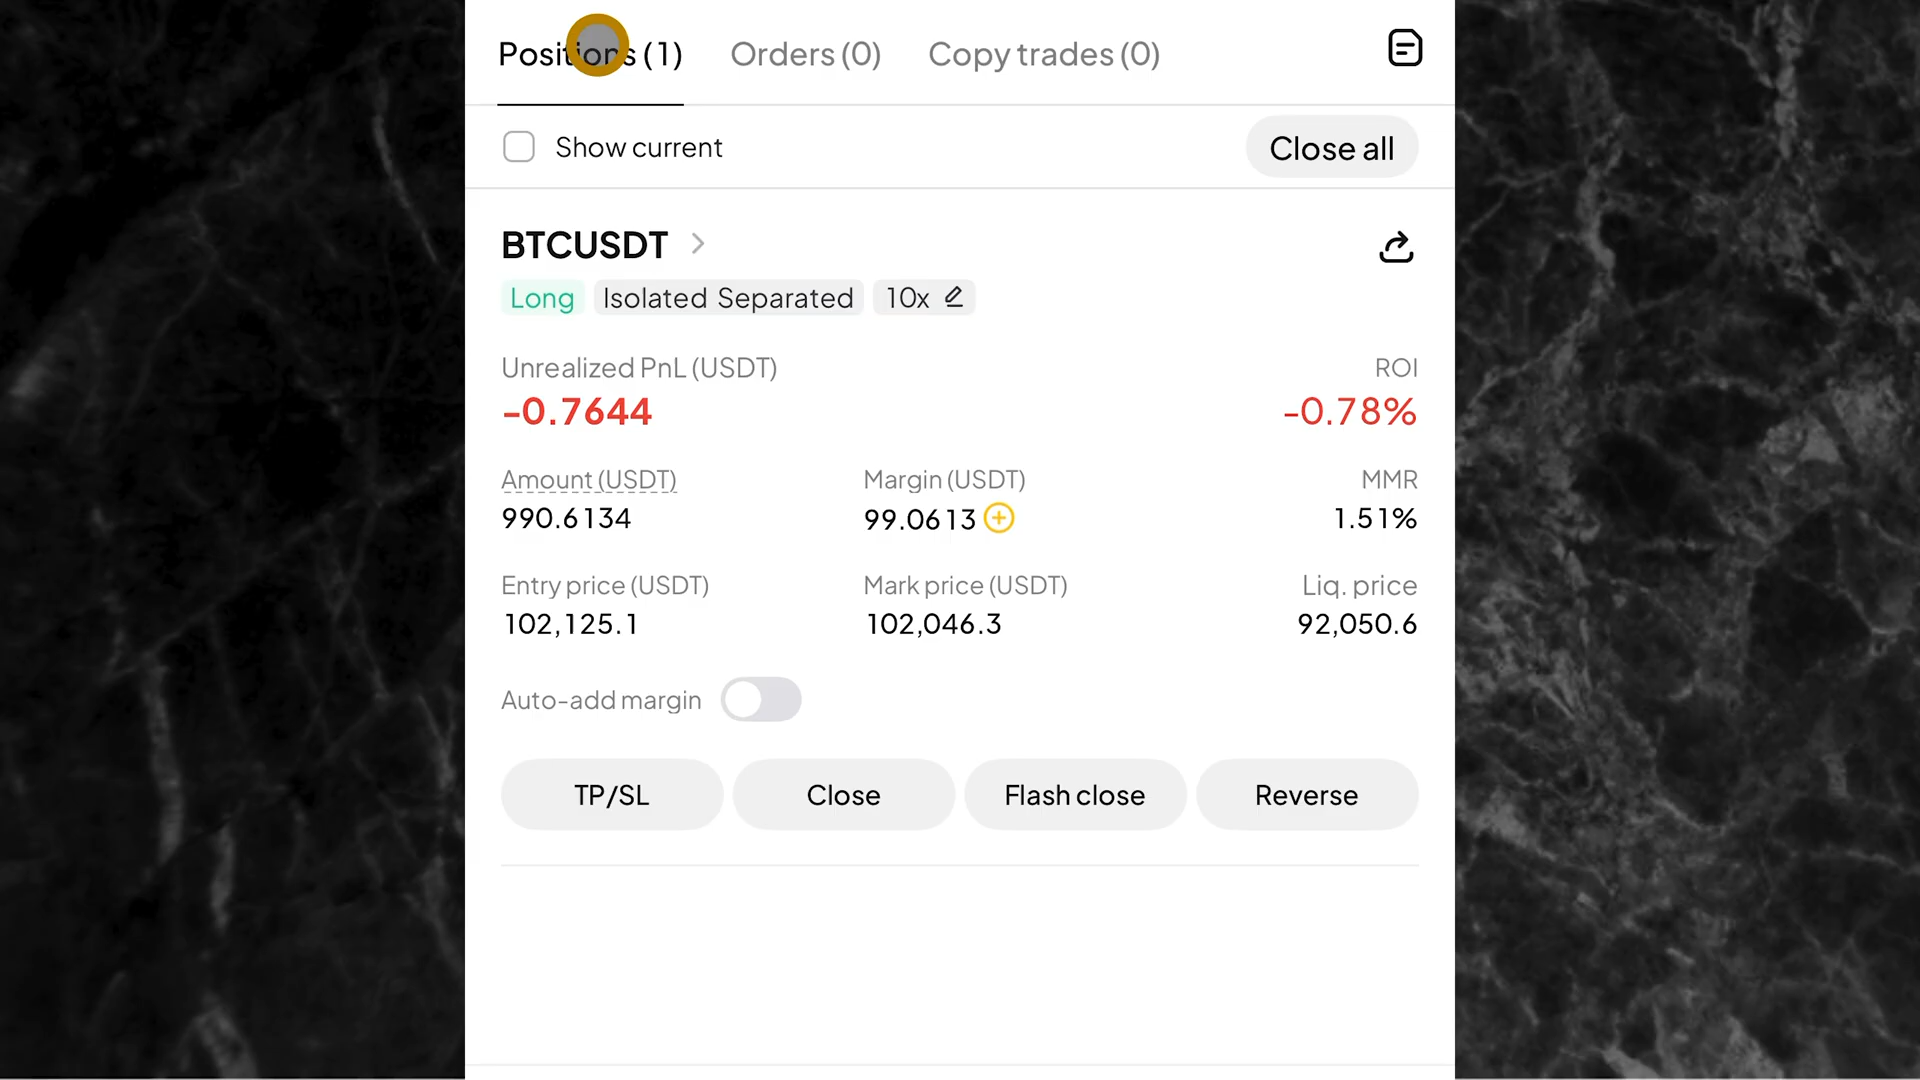 Positions (1) Orders (0) Copy trades (0)
Show current Close all
BTCUSDT
Long Isolated Separated 10x
Unrealized PnL (USDT) ROI
-0.7644 -0.78%
Amount (USDT) Margin (USDT) MMR
990.6134 99.0613 1.51%
Entry price (USDT) Mark price (USDT) Liq. price
102,125.1 102,046.3 92,050.6
Auto-add margin
TP/SL Close Flash close Reverse